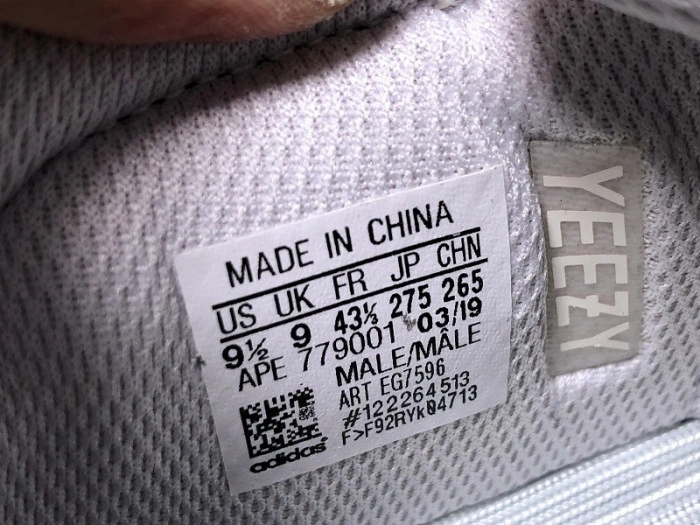 MADE IN CHINA
US UK FR JP CHN
9½ 9 43⅓ 275 265
APE 779001 03/19
MALE/MÂLE
ART EG7596
#122264513
F>F92RYk04713
adidas
YEEZY